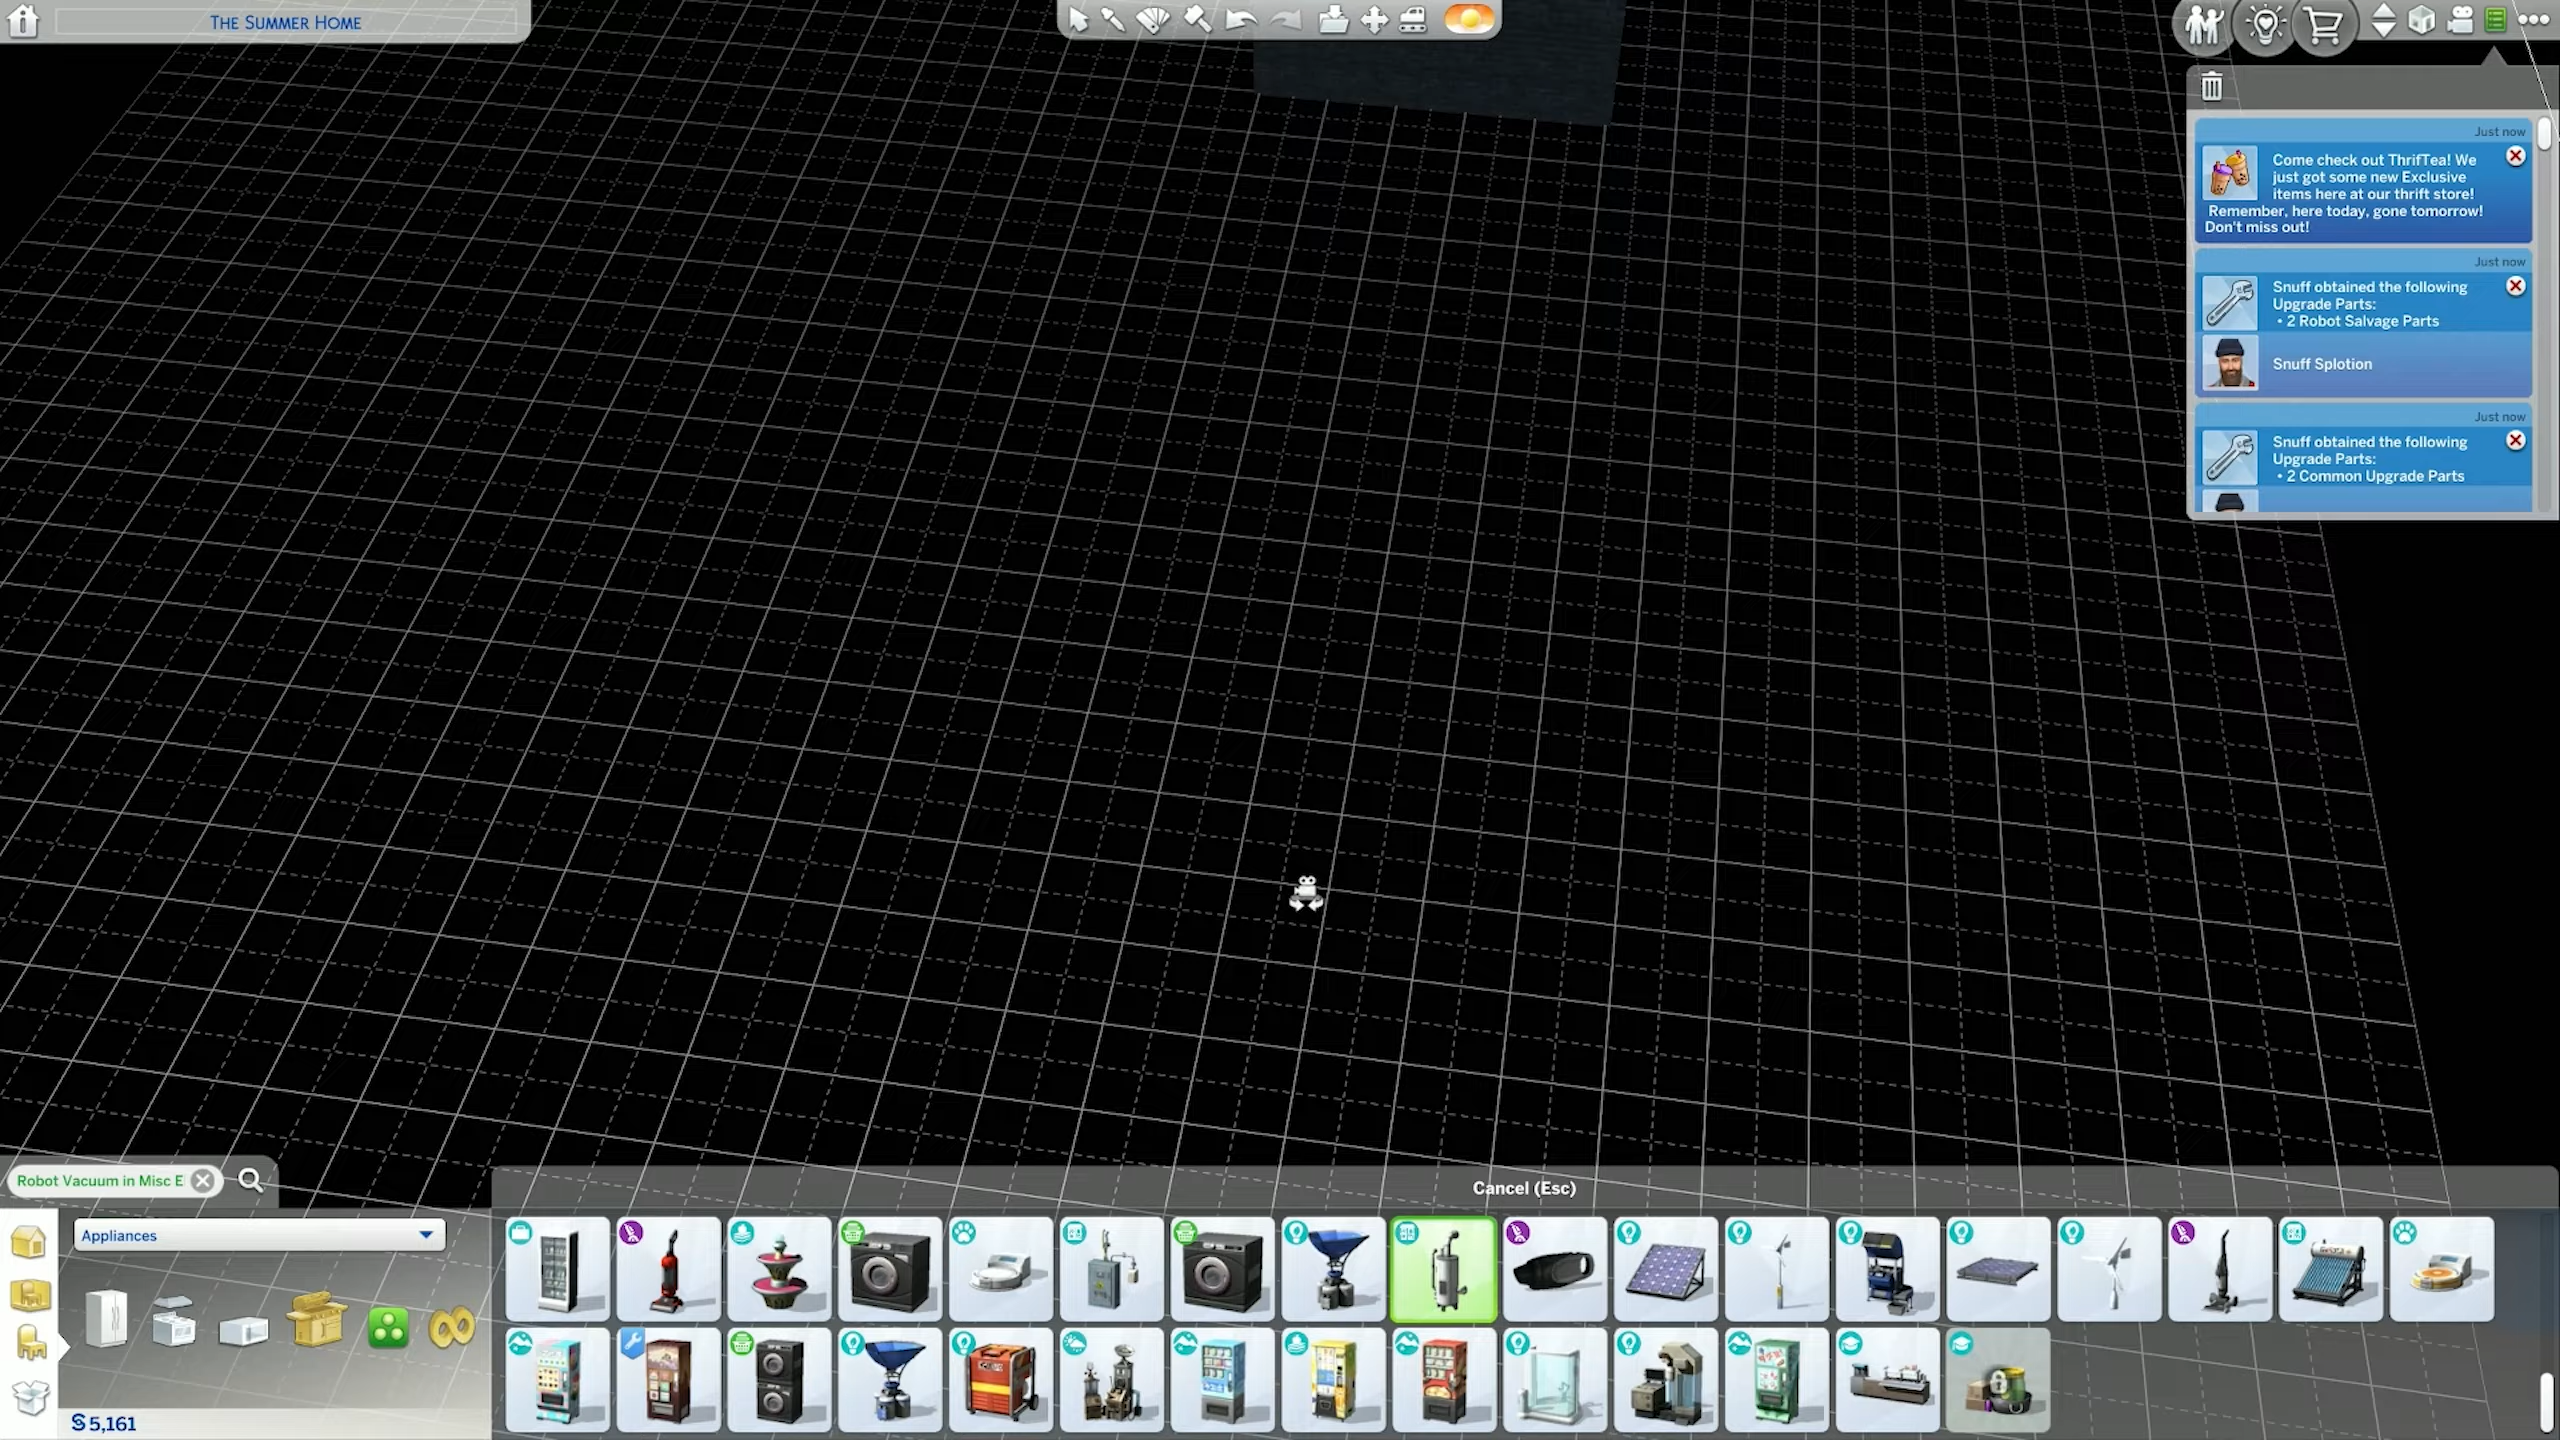 THE SUMMER HOME
Just now
Come check out ThrifTea! We
just got some new Exclusive
items here at our thrift store!
Remember, here today, gone tomorrow!
Don't miss out!
Just now
Snuff obtained the following
Upgrade Parts:
• 2 Robot Salvage Parts
Snuff Splotion
Just now
Snuff obtained the following
Upgrade Parts:
• 2 Common Upgrade Parts
Robot Vacuum in Misc E
Cancel (Esc)
Appliances
§5,161